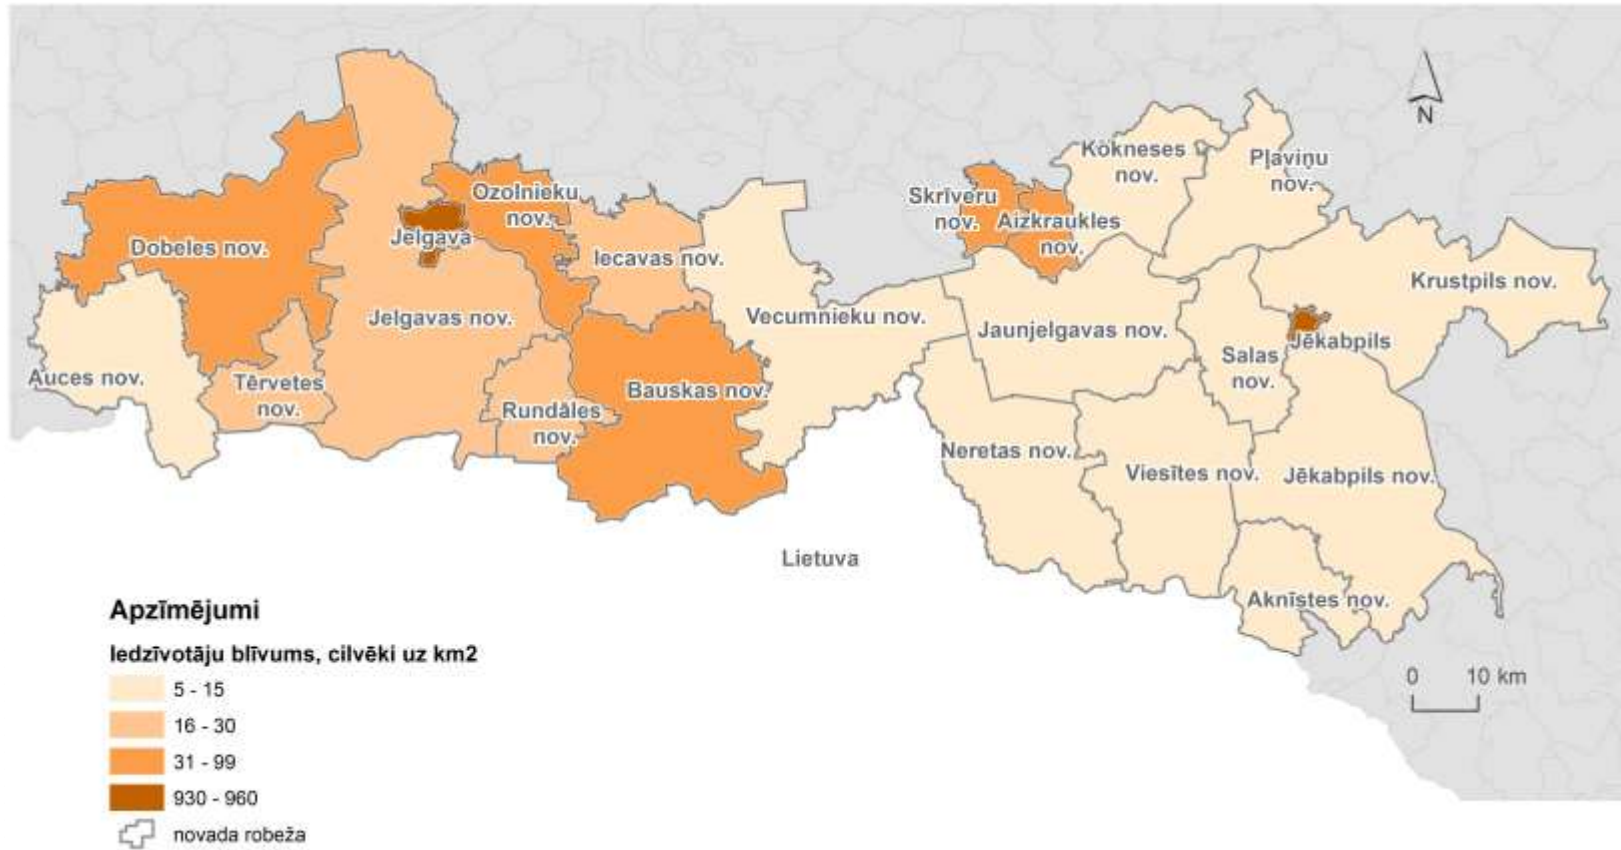 N
Kokneses
nov.
Pļaviņu
nov.
Skrīveru
nov.
Aizkraukles
nov.
Ozolnieku
nov.
Jelgava
Dobeles nov.
Iecavas nov.
Krustpils nov.
Jelgavas nov.
Vecumnieku nov.
Jaunjelgavas nov.
Jēkabpils
Salas
nov.
Auces nov.
Tērvetes
nov.
Bauskas nov.
Rundāles
nov.
Neretas nov.
Viesītes nov.
Jēkabpils nov.
Lietuva
Aknīstes nov.
Apzīmējumi
Iedzīvotāju blīvums, cilvēki uz km2
5 - 15
16 - 30
31 - 99
930 - 960
novada robeža
0 10 km